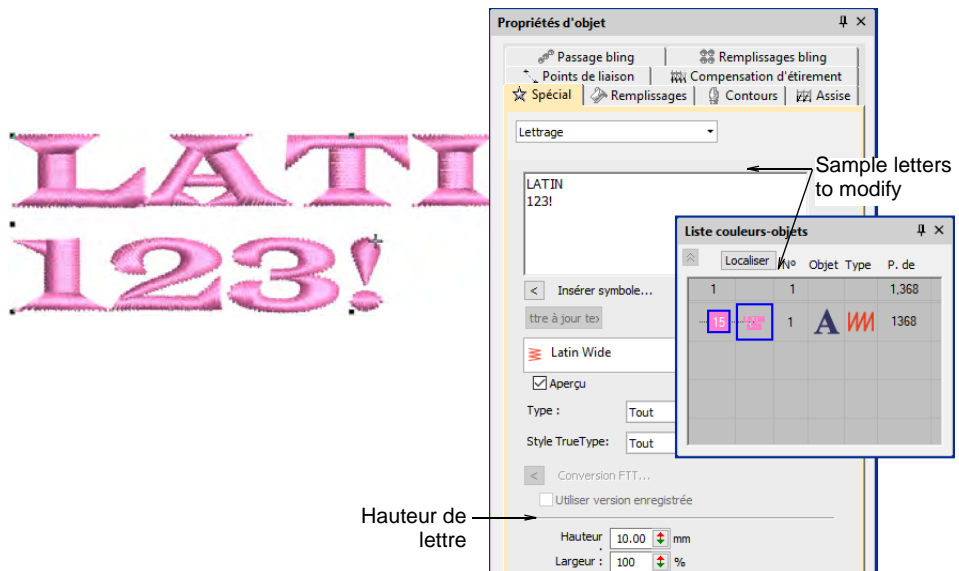 LATI
123!
Propriétés d'objet
Passage bling
Remplissages bling
Points de liaison
Compensation d'étirement
Spécial
Remplissages
Contours
Assise
Lettrage
LATIN
123!
Sample letters
to modify
Liste couleurs-objets
Localiser
Nº
Objet
Type
P. de
1
1
1,368
15
1
A
1368
< Insérer symbole...
ttre à jour te
Latin Wide
Aperçu
Type :
Tout
Style TrueType:
Tout
< Conversion FTT...
Utiliser version enregistrée
Hauteur de
lettre
Hauteur
:
10.00 mm
Largeur :
100 %